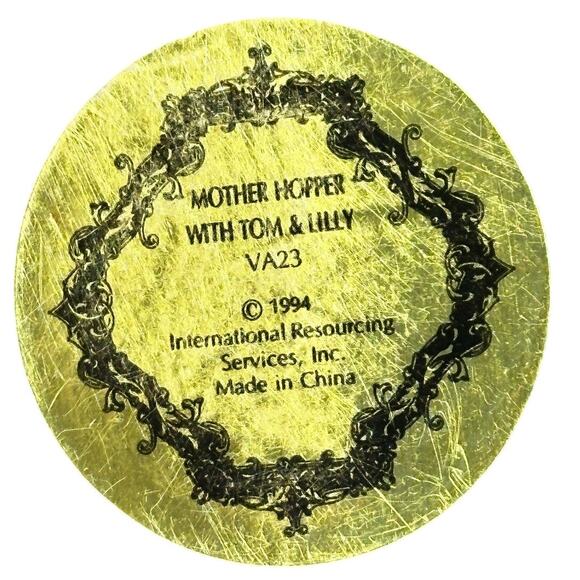 MOTHER HOPPER
WITH TOM & LILLY
VA23
© 1994
International Resourcing
Services, Inc.
Made in China